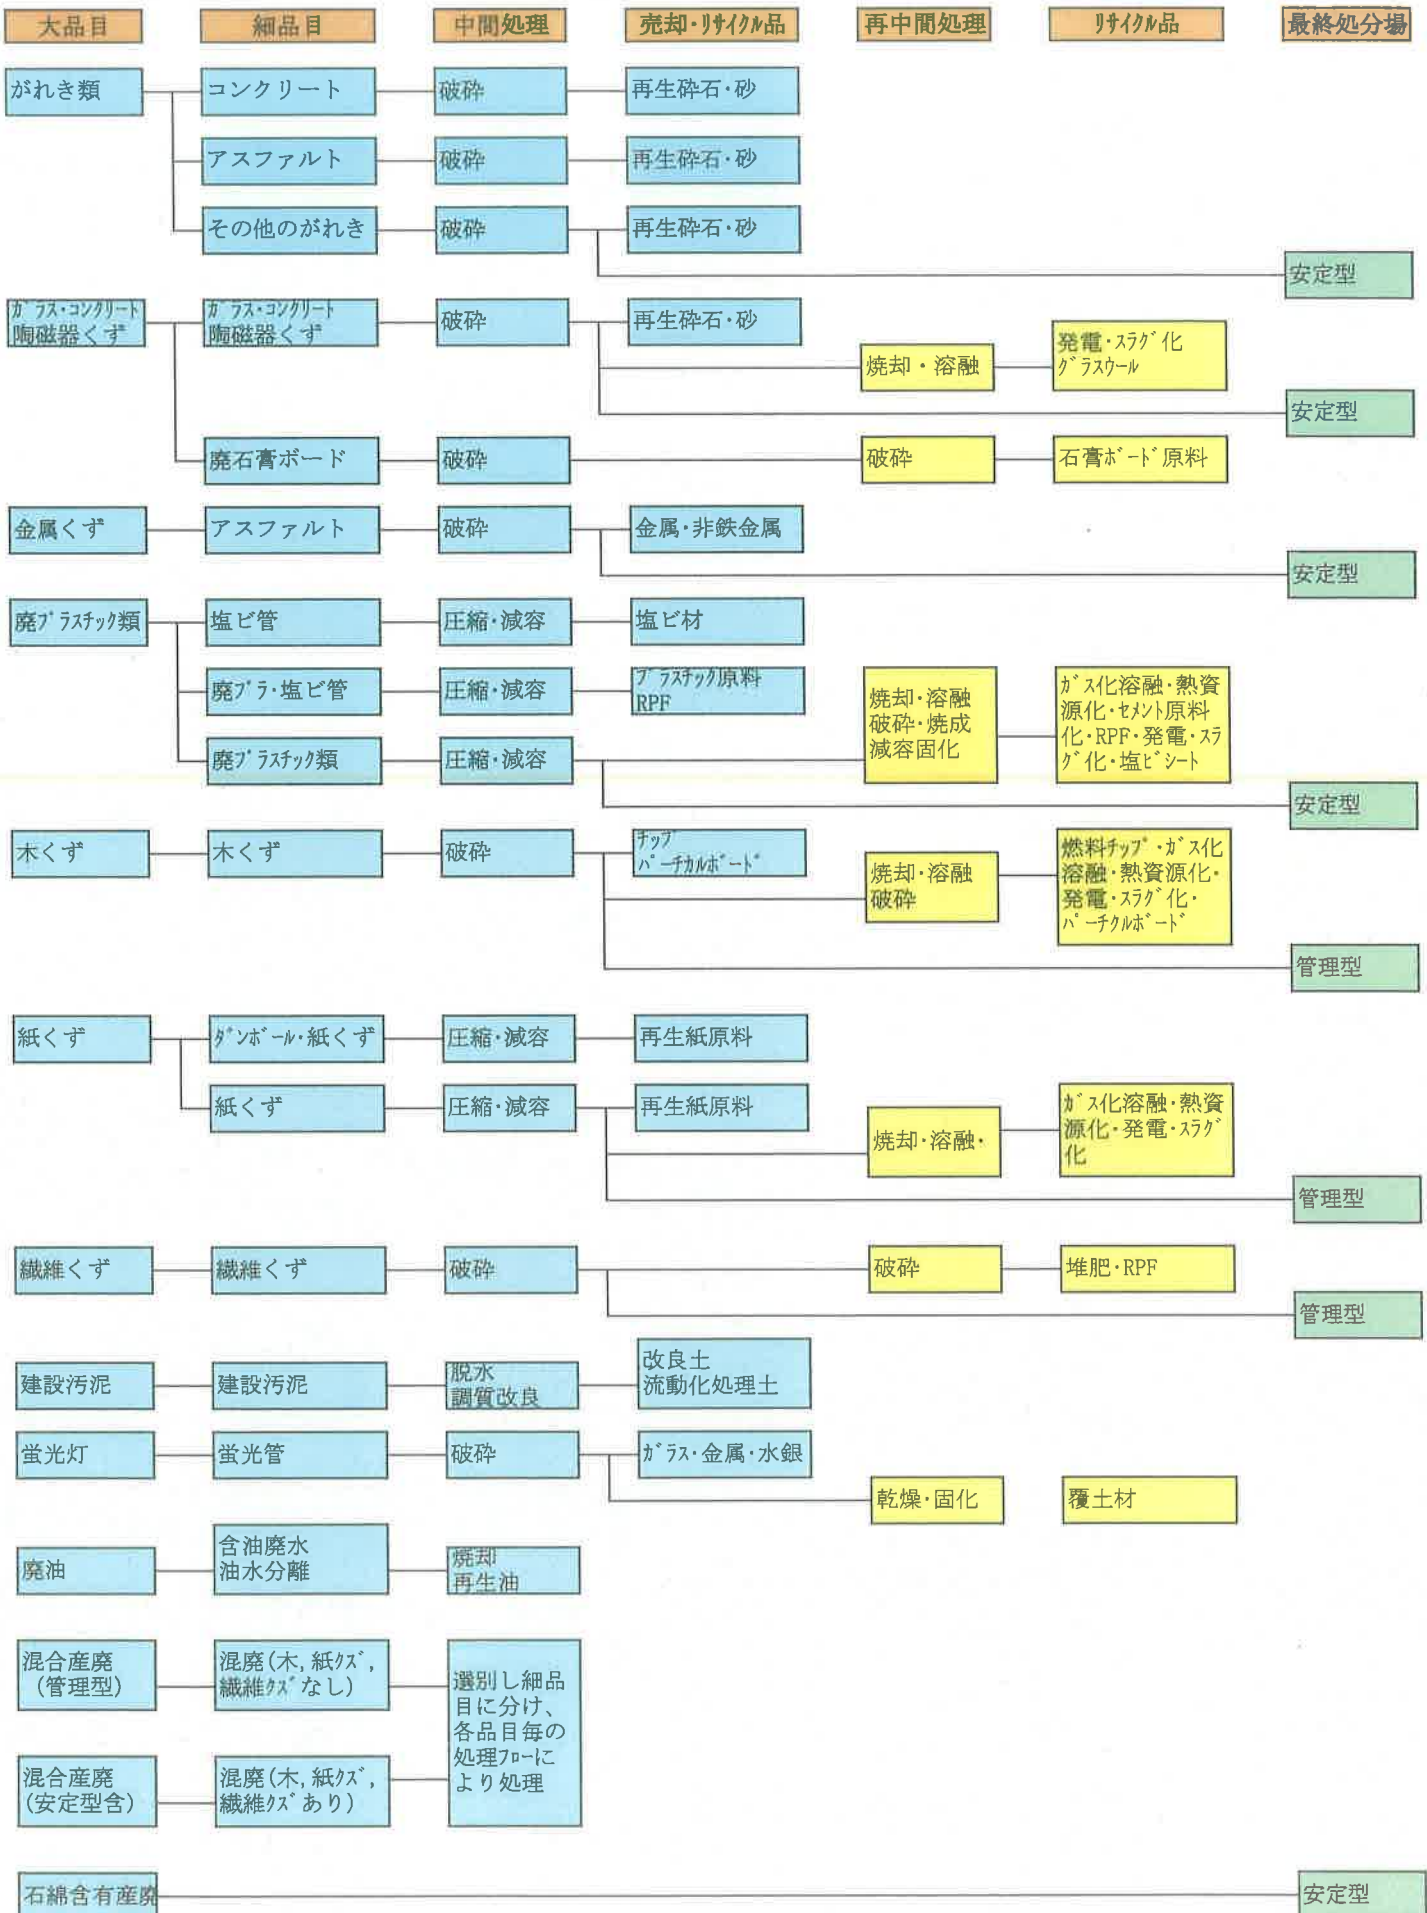 大品目 細品目 中間処理 売却・リサイクル品 再中間処理 リサイクル品 最終処分場
がれき類 コンクリート 破砕 再生砕石・砂
アスファルト 破砕 再生砕石・砂
その他のがれき 破砕 再生砕石・砂
安定型
ガラス・コンクリート
陶磁器くず
ガラス・コンクリート
陶磁器くず
破砕 再生砕石・砂
焼却・溶融
発電・スラグ化
グラスウール
安定型
廃石膏ボード 破砕 破砕 石膏ボード原料
金属くず アスファルト 破砕 金属・非鉄金属
安定型
廃プラスチック類 塩ビ管 圧縮・減容 塩ビ材
廃プラ・塩ビ管 圧縮・減容
プラスチック原料
RPF
廃プラスチック類 圧縮・減容
焼却・溶融
破砕・焼成
減容固化
ガス化溶融・熱資
源化・セメント原料
化・RPF・発電・スラ
グ化・塩ビシート
安定型
木くず 木くず 破砕
チップ
パーチカルボード
焼却・溶融
破砕
燃料チップ・ガス化
溶融・熱資源化・
発電・スラグ化・
パーチクルボード
管理型
紙くず ダンボール・紙くず 圧縮・減容 再生紙原料
紙くず 圧縮・減容 再生紙原料
焼却・溶融・
ガス化溶融・熱資
源化・発電・スラグ
化
管理型
繊維くず 繊維くず 破砕 破砕 堆肥・RPF
管理型
建設汚泥 建設汚泥
脱水
調質改良
改良土
流動化処理土
蛍光灯 蛍光管 破砕 ガラス・金属・水銀
乾燥・固化 覆土材
廃油
含油廃水
油水分離
焼却
再生油
混合産廃
(管理型)
混廃(木,紙クズ,
繊維クズなし)
選別し細品
目に分け、
各品目毎の
処理フローに
より処理
混合産廃
(安定型含)
混廃(木,紙クズ,
繊維クズあり)
石綿含有産廃 安定型